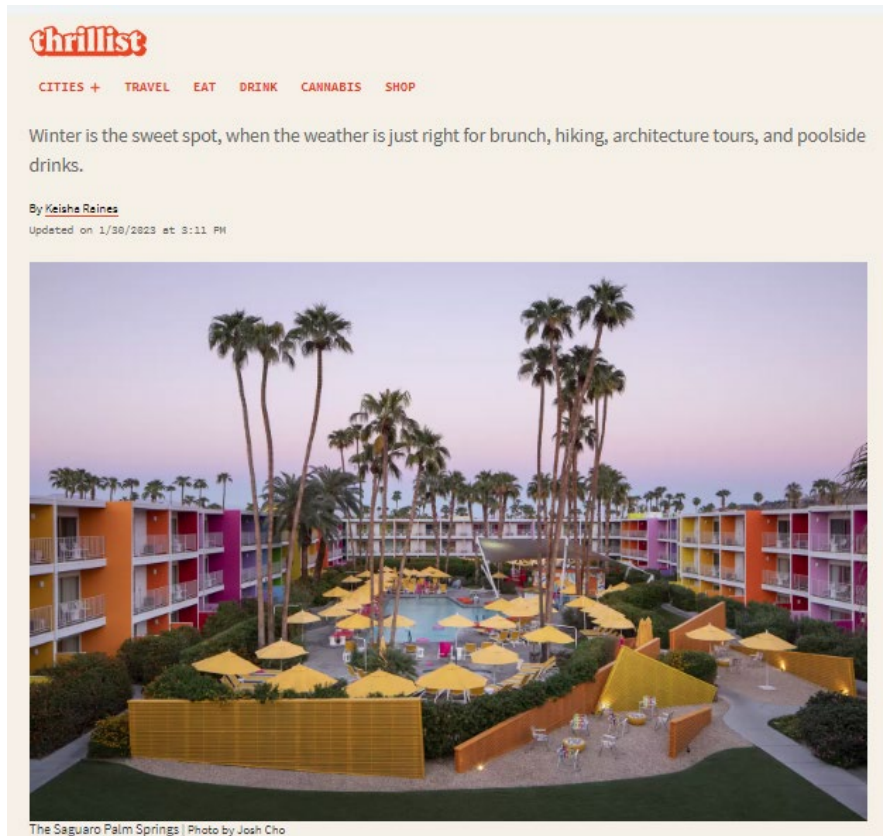 thrillist
CITIES + TRAVEL EAT DRINK CANNABIS SHOP
Winter is the sweet spot, when the weather is just right for brunch, hiking, architecture tours, and poolside
drinks.
By Keisha Raines
Updated on 1/30/2023 at 3:11 PM
The Saguaro Palm Springs | Photo by Josh Cho